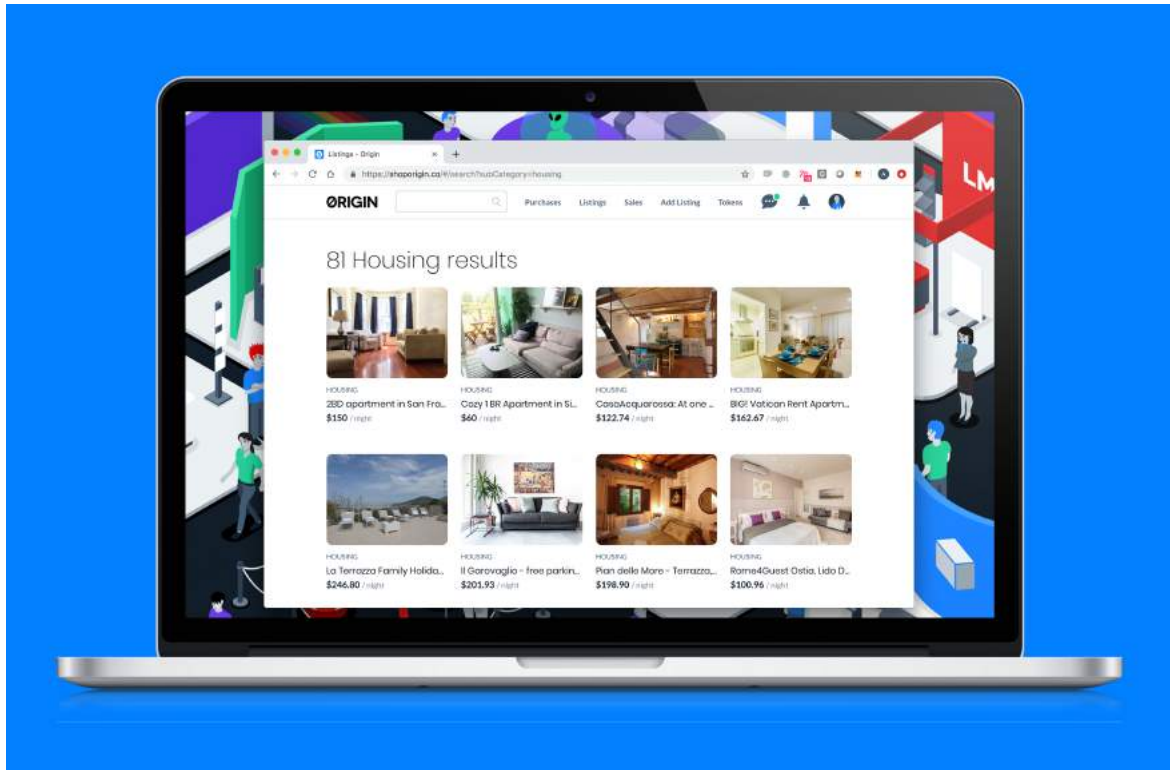 LM
Listings - Origin
https://shoporigin.co/#/search?subCategory=housing
ØRIGIN Purchases Listings Sales Add Listing Tokens
81 Housing results
HOUSING HOUSING HOUSING HOUSING
2BD apartment in San Fra... Cozy 1 BR Apartment in Si... CasaAcquarossa: At one ... BIG! Vatican Rent Apartm...
$150 / night $60 / night $122.74 / night $162.67 / night
HOUSING HOUSING HOUSING HOUSING
La Terrazza Family Holida... Il Garovaglio - free parkin... Pian delle More - Terrazza,... Rome4Guest Ostia, Lido D...
$246.80 / night $201.93 / night $198.90 / night $100.96 / night